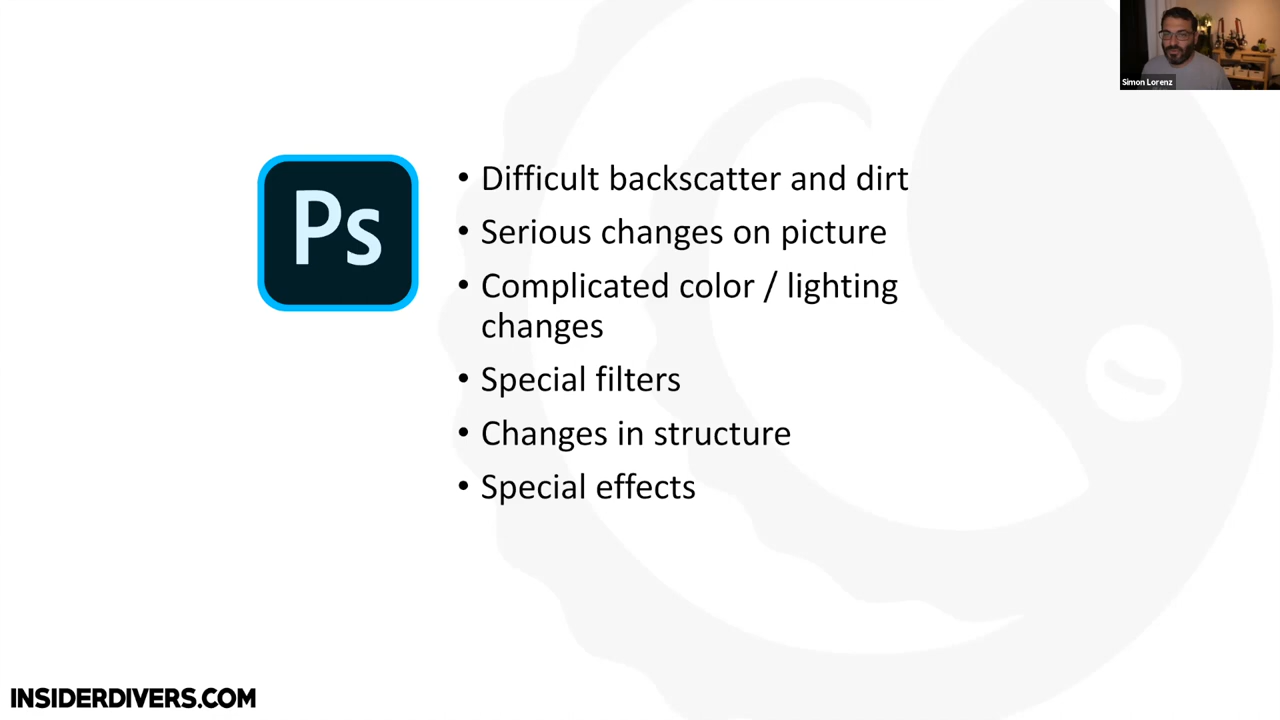 Simon Lorenz
Ps
• Difficult backscatter and dirt
• Serious changes on picture
• Complicated color / lighting
changes
• Special filters
• Changes in structure
• Special effects
INSIDERDIVERS.COM